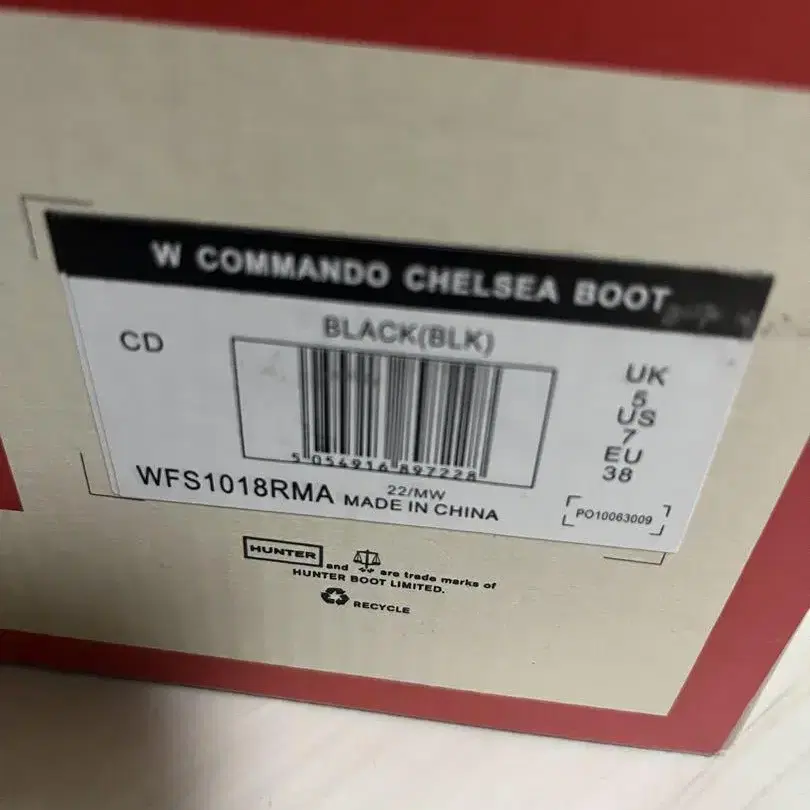 W COMMANDO CHELSEA BOOT
CD
BLACK(BLK)
5 054916 897228
UK
5
US
7
EU
38
WFS1018RMA
22/MW
MADE IN CHINA
PO10063009
HUNTER and are trade marks of
HUNTER BOOT LIMITED.
RECYCLE